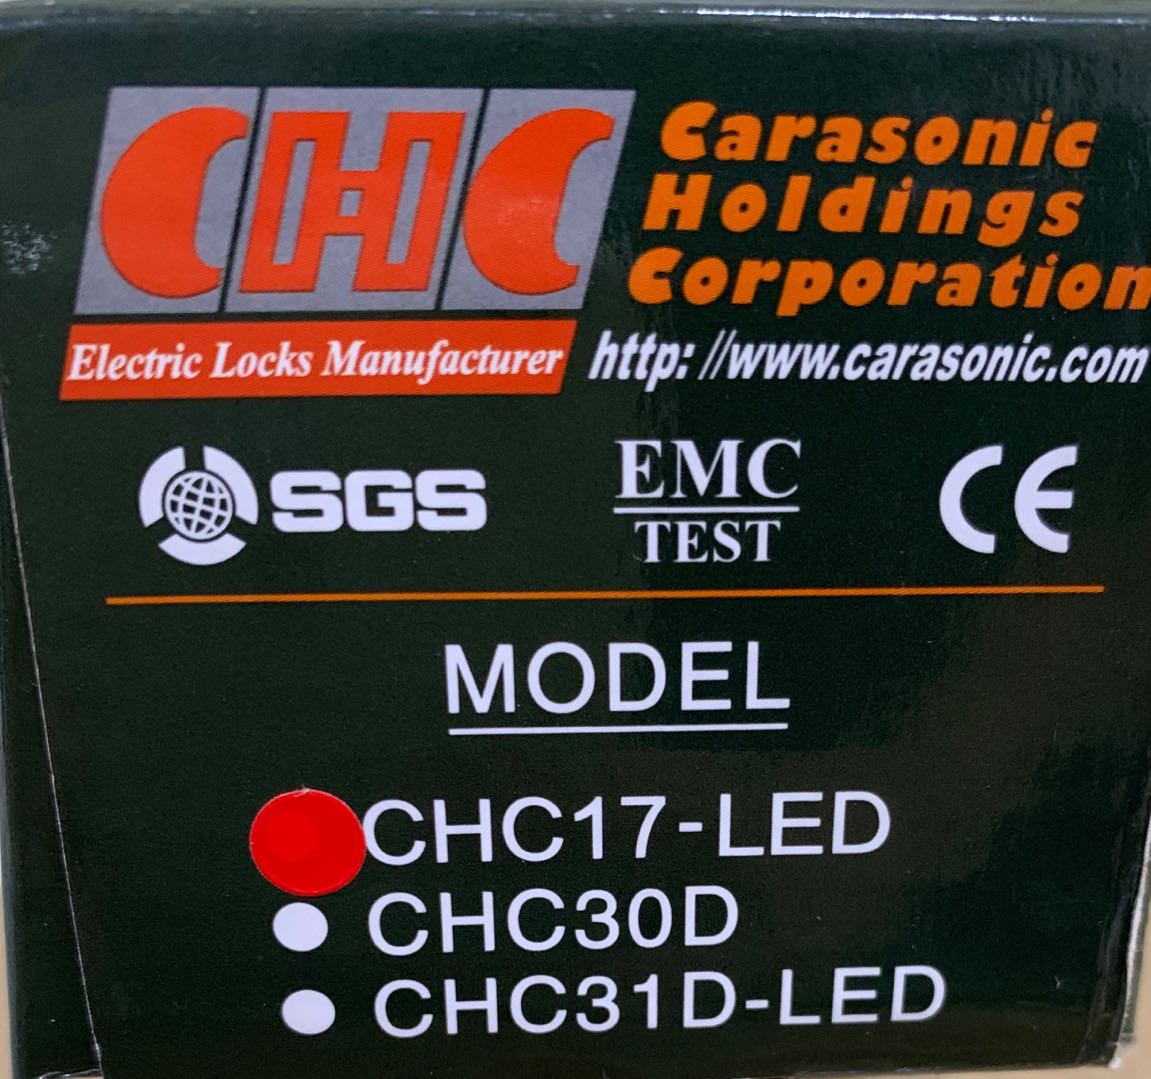 CHC
Carasonic
Holdings
Corporation
Electric Locks Manufacturer
http: //www.carasonic.com
SGS
EMC
TEST
CE
MODEL
CHC17-LED
CHC30D
CHC31D-LED